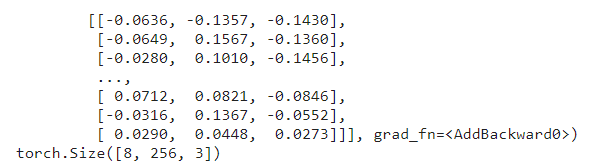 [[-0.0636, -0.1357, -0.1430],
[-0.0649, 0.1567, -0.1360],
[-0.0280, 0.1010, -0.1456],
...,
[ 0.0712, 0.0821, -0.0846],
[-0.0316, 0.1367, -0.0552],
[ 0.0290, 0.0448, 0.0273]]], grad_fn=<AddBackward0>)
torch.Size([8, 256, 3])